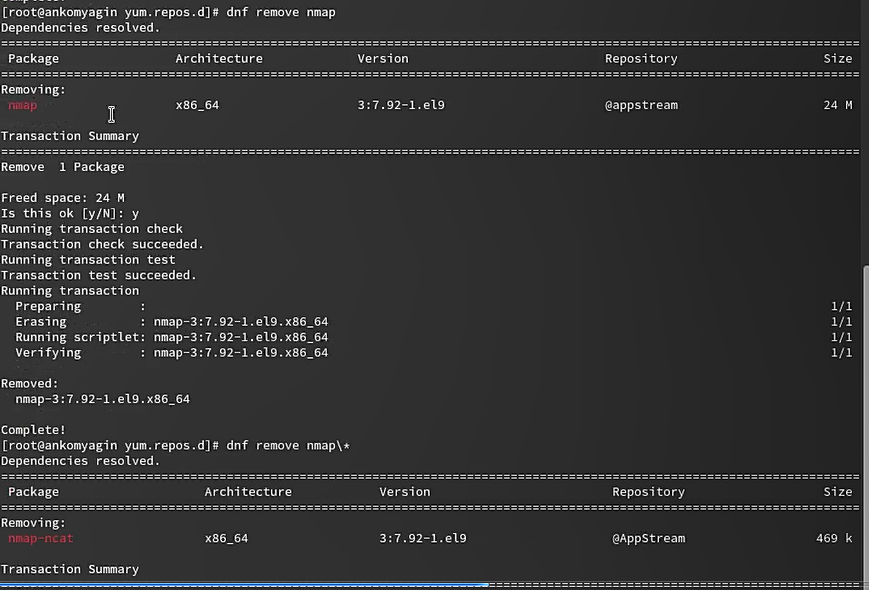 [root@ankomyagin yum.repos.d]# dnf remove nmap
Dependencies resolved.
================================================================================
Package Architecture Version Repository Size
================================================================================
Removing:
nmap x86_64 3:7.92-1.el9 @appstream 24 M
Transaction Summary
================================================================================
Remove 1 Package
Freed space: 24 M
Is this ok [y/N]: y
Running transaction check
Transaction check succeeded.
Running transaction test
Transaction test succeeded.
Running transaction
Preparing : 1/1
Erasing : nmap-3:7.92-1.el9.x86_64 1/1
Running scriptlet: nmap-3:7.92-1.el9.x86_64 1/1
Verifying : nmap-3:7.92-1.el9.x86_64 1/1
Removed:
nmap-3:7.92-1.el9.x86_64
Complete!
[root@ankomyagin yum.repos.d]# dnf remove nmap\*
Dependencies resolved.
================================================================================
Package Architecture Version Repository Size
================================================================================
Removing:
nmap-ncat x86_64 3:7.92-1.el9 @AppStream 469 k
Transaction Summary
================================================================================